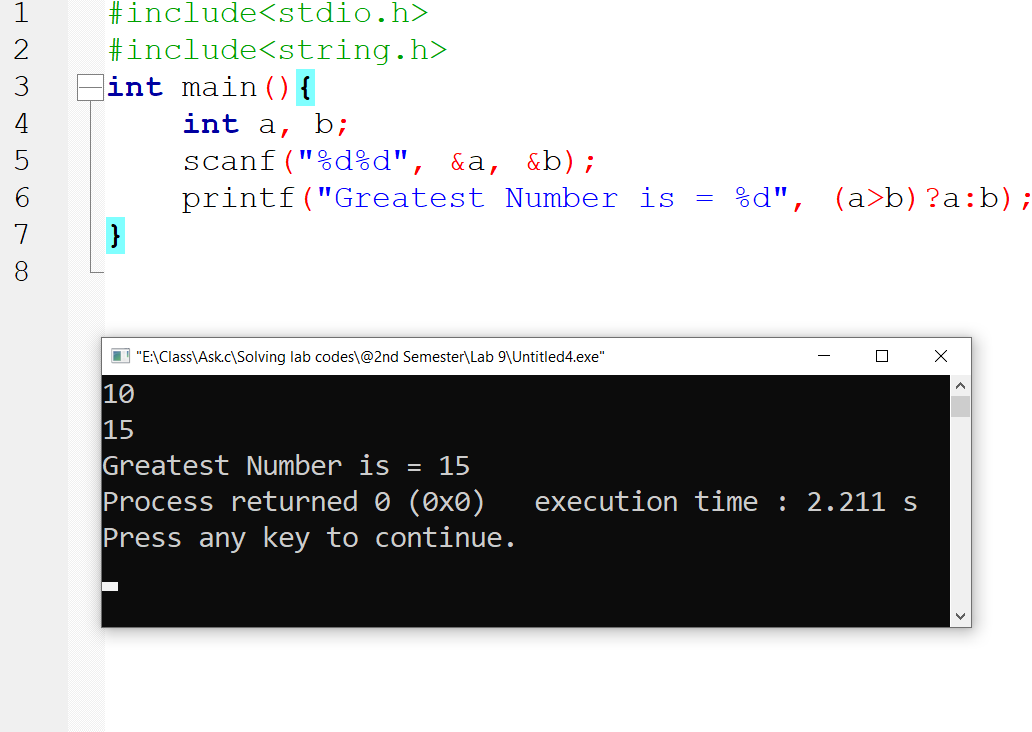 1 #include<stdio.h>
2 #include<string.h>
3 int main(){
4 int a, b;
5 scanf("%d%d", &a, &b);
6 printf("Greatest Number is = %d", (a>b)?a:b);
7 }
8
"E:\Class\Ask.c\Solving lab codes\@2nd Semester\Lab 9\Untitled4.exe"
10
15
Greatest Number is = 15
Process returned 0 (0x0)   execution time : 2.211 s
Press any key to continue.